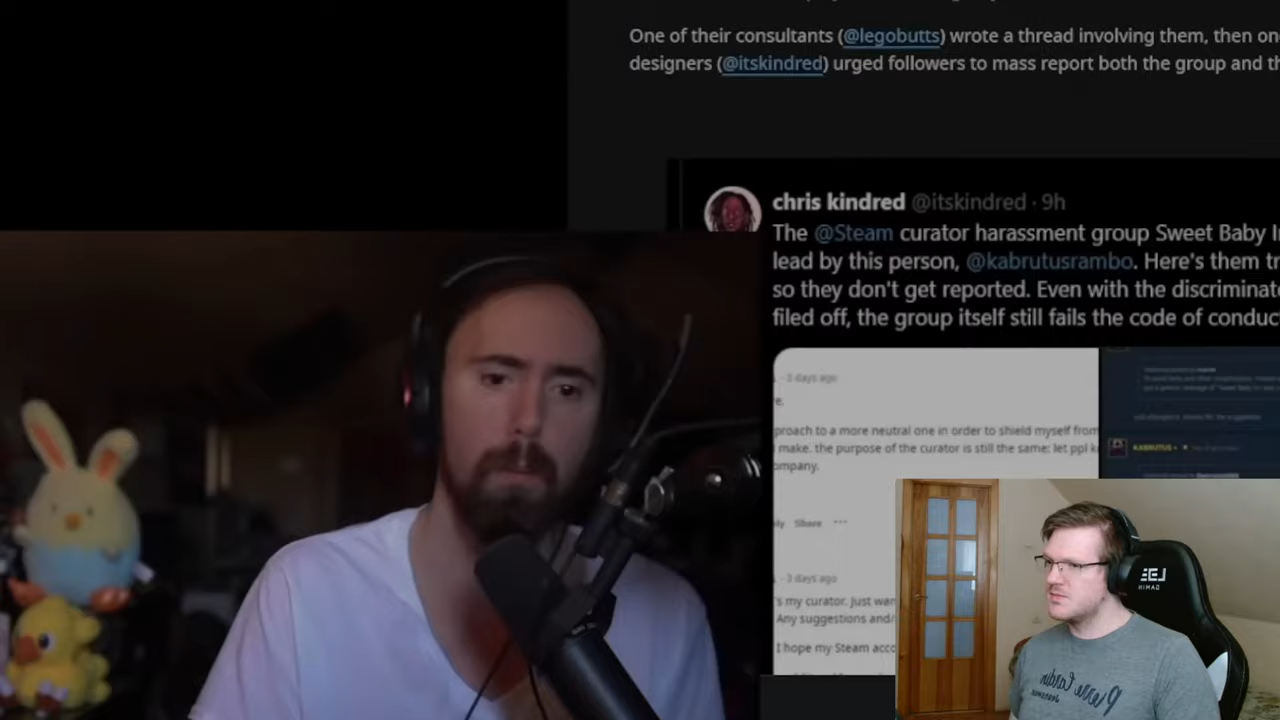 One of their consultants (@legobutts) wrote a thread involving them, then on
designers (@itskindred) urged followers to mass report both the group and th
chris kindred @itskindred · 9h
The @Steam curator harassment group Sweet Baby I
lead by this person, @kabrutusrambo. Here's them tr
so they don't get reported. Even with the discriminat
filed off, the group itself still fails the code of conduc
· 3 days ago
e.
proach to a more neutral one in order to shield myself from
make. the purpose of the curator is still the same: let ppl k
ompany.
ly Share ···
· 3 days ago
's my curator. Just wan
Any suggestions and/
I hope my Steam acco
KABRUTUS
Pierre Cardin